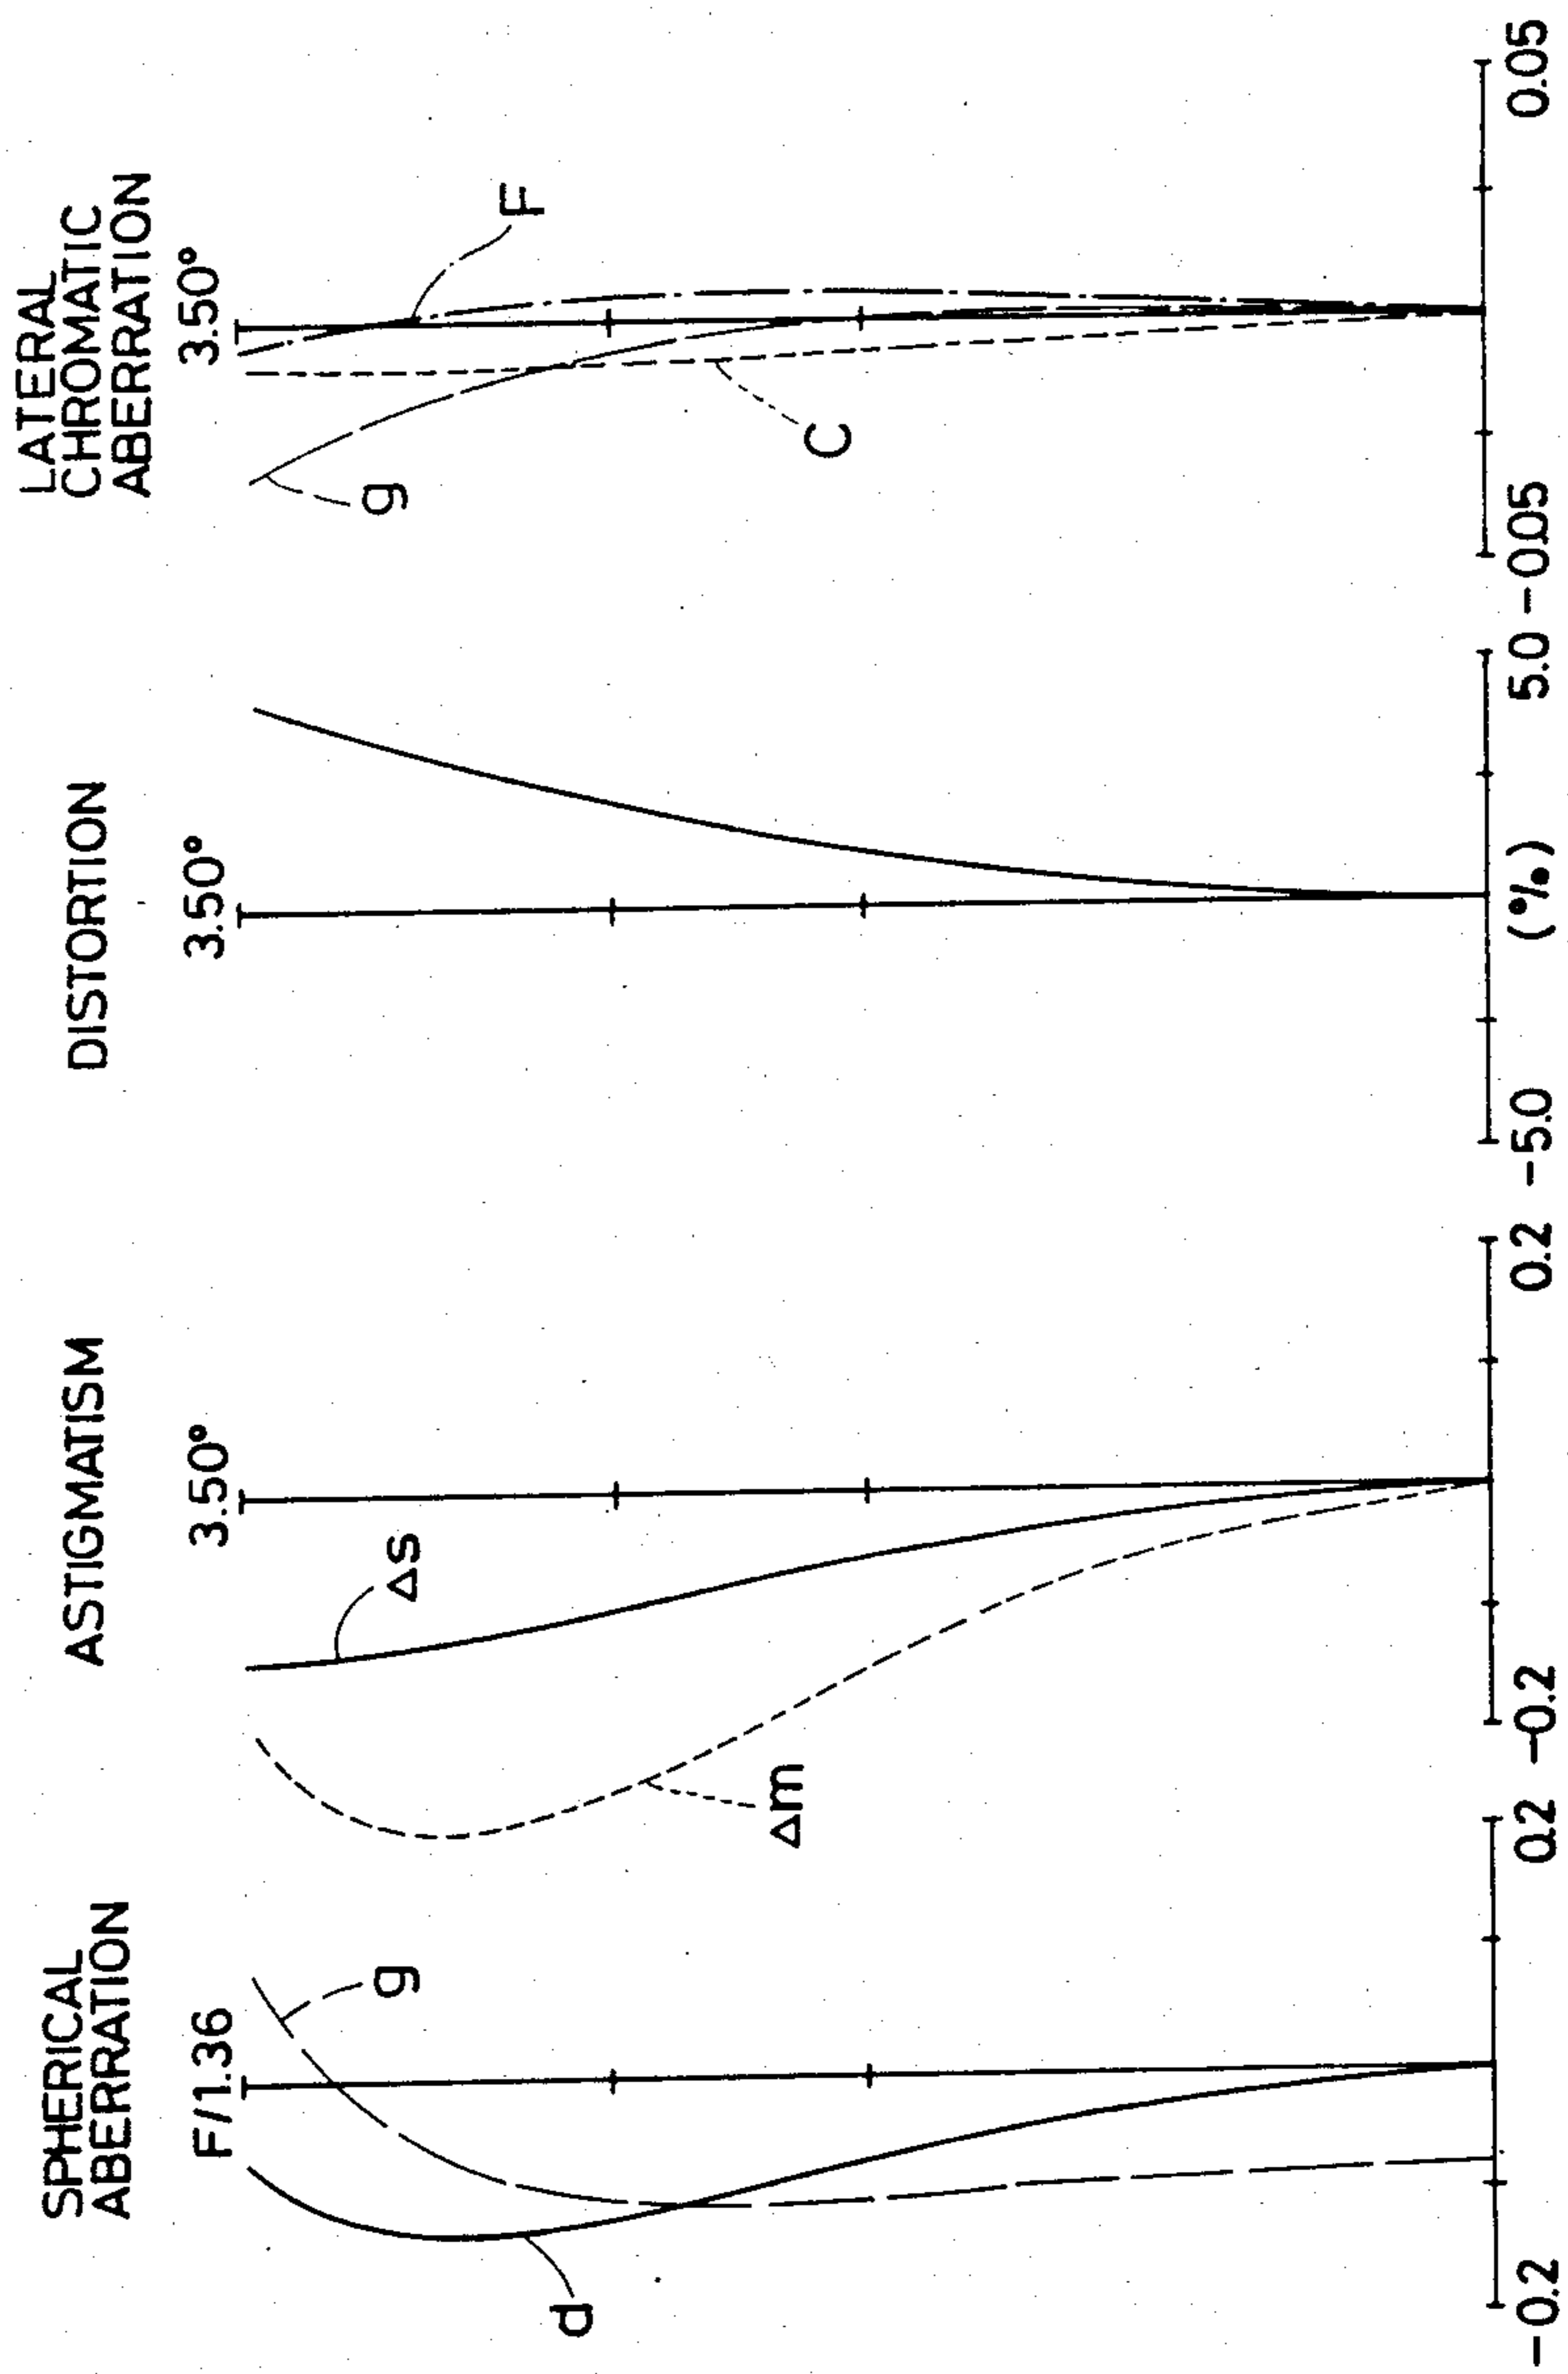 SPHERICAL
ABERRATION
F/1.36
g
d
-0.2
0.2
ASTIGMATISM
3.50°
Δs
Δm
-0.2
0.2
DISTORTION
3.50°
-5.0
(%)
5.0
LATERAL
CHROMATIC
ABERRATION
3.50°
g
F
C
-0.05
0.05